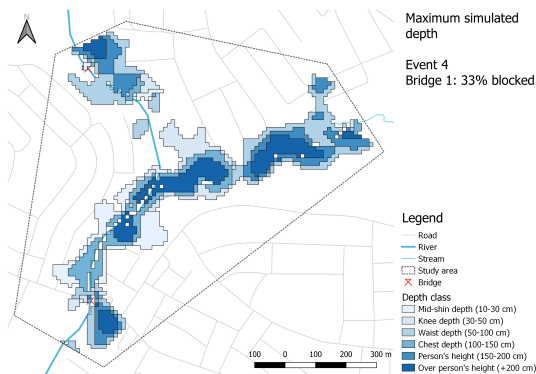 N
Maximum simulated
depth
Event 4
Bridge 1: 33% blocked
Legend
Road
River
Stream
Study area
Bridge
Depth class
Mid-shin depth (10-30 cm)
Knee depth (30-50 cm)
Waist depth (50-100 cm)
Chest depth (100-150 cm)
Person's height (150-200 cm)
Over person's height (+200 cm)
100 0 100 200 300 m